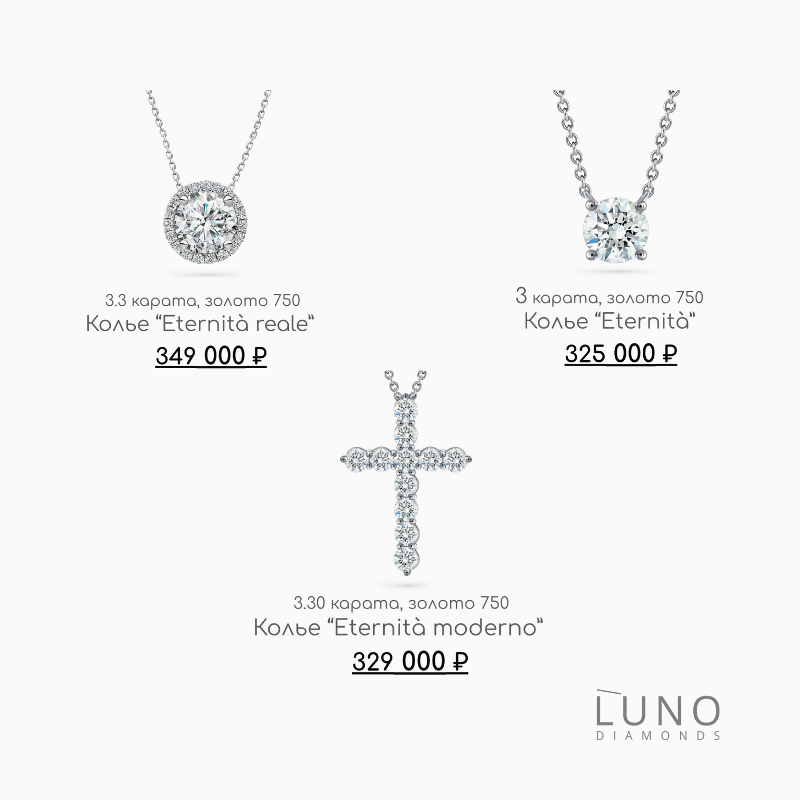 3.3 карата, золото 750
Колье “Eternità reale”
349 000 ₽
3 карата, золото 750
Колье “Eternità”
325 000 ₽
3.30 карата, золото 750
Колье “Eternità moderno”
329 000 ₽
LUNO
DIAMONDS